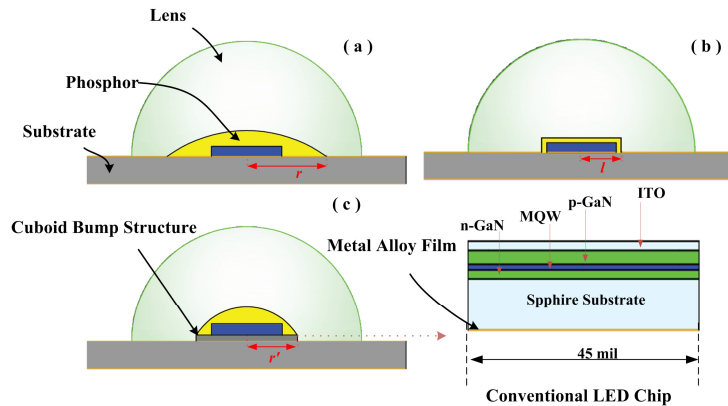 Lens
( a )
Phosphor
Substrate
r
( b )
l
( c )
Cuboid Bump Structure
r'
Metal Alloy Film
n-GaN
MQW
p-GaN
ITO
Spphire Substrate
45 mil
Conventional LED Chip